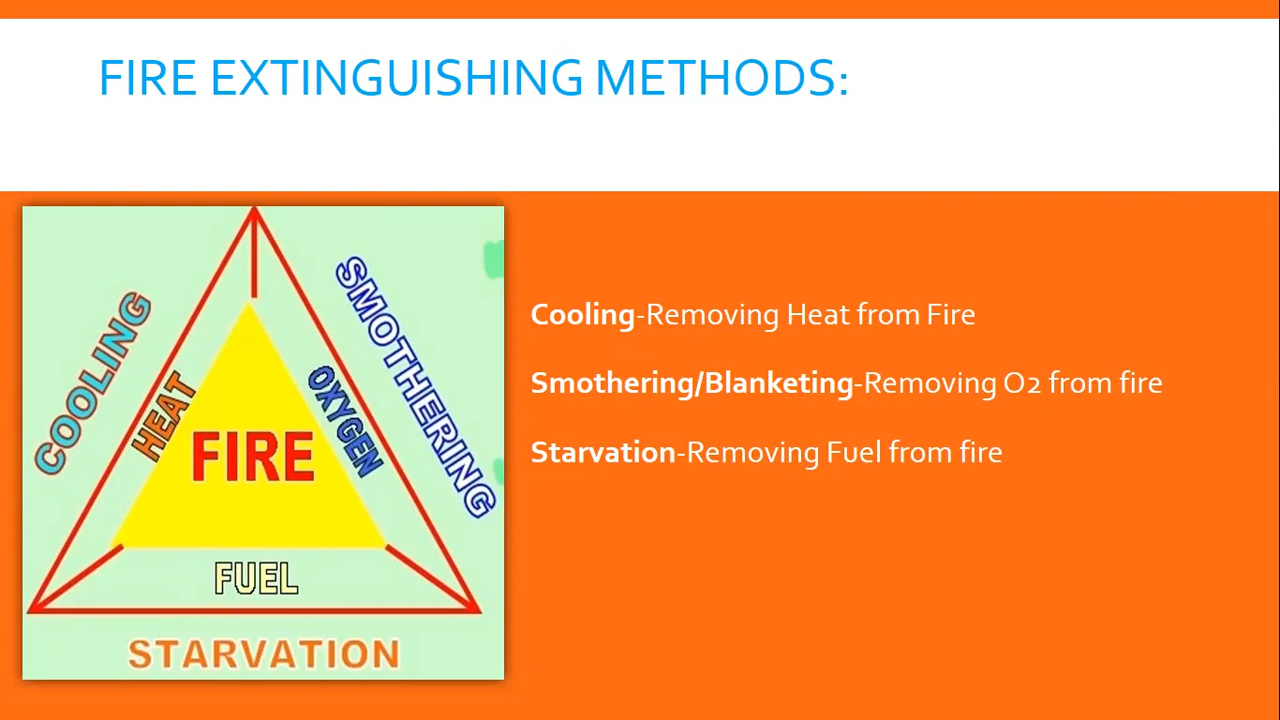 FIRE EXTINGUISHING METHODS:
COOLING
HEAT
FIRE
OXYGEN
SMOTHERING
FUEL
STARVATION
Cooling-Removing Heat from Fire
Smothering/Blanketing-Removing O2 from fire
Starvation-Removing Fuel from fire